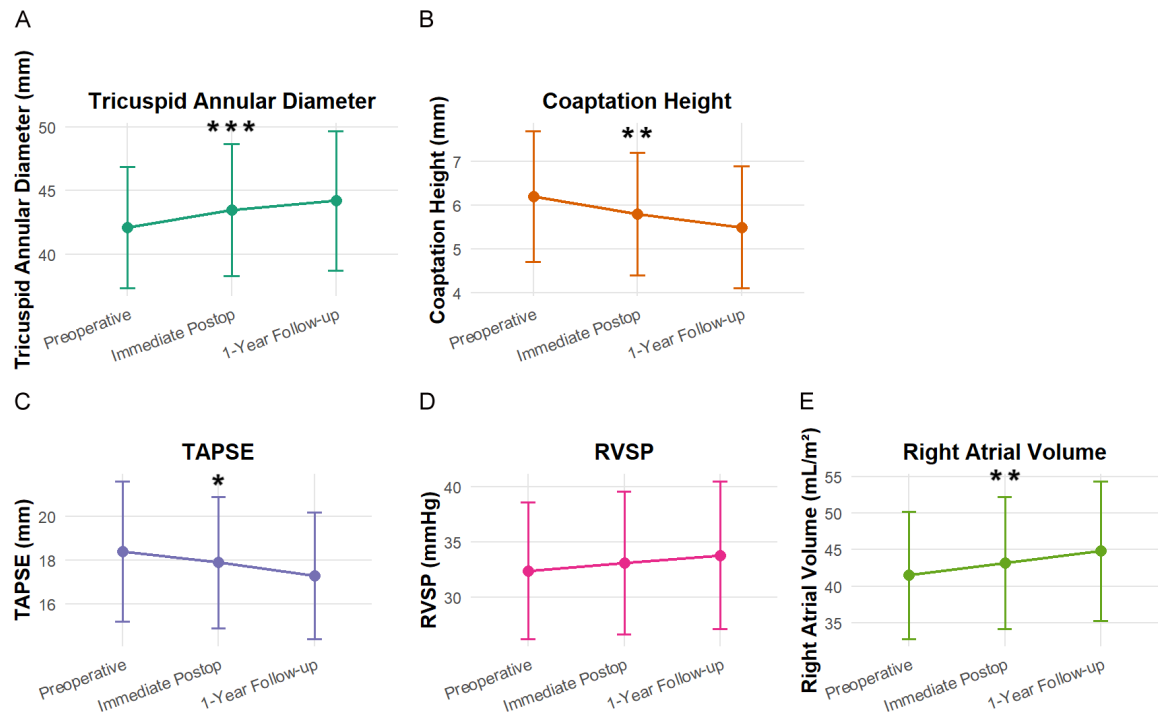 A
B
Tricuspid Annular Diameter
Coaptation Height
Tricuspid Annular Diameter (mm)
***
50
45
40
Preoperative
Immediate Postop
1-Year Follow-up
Coaptation Height (mm)
**
7
6
5
4
Preoperative
Immediate Postop
1-Year Follow-up
C
D
E
TAPSE
RVSP
Right Atrial Volume
TAPSE (mm)
*
20
18
16
Preoperative
Immediate Postop
1-Year Follow-up
RVSP (mmHg)
40
35
30
Preoperative
Immediate Postop
1-Year Follow-up
Right Atrial Volume (mL/m²)
**
55
50
45
40
35
Preoperative
Immediate Postop
1-Year Follow-up